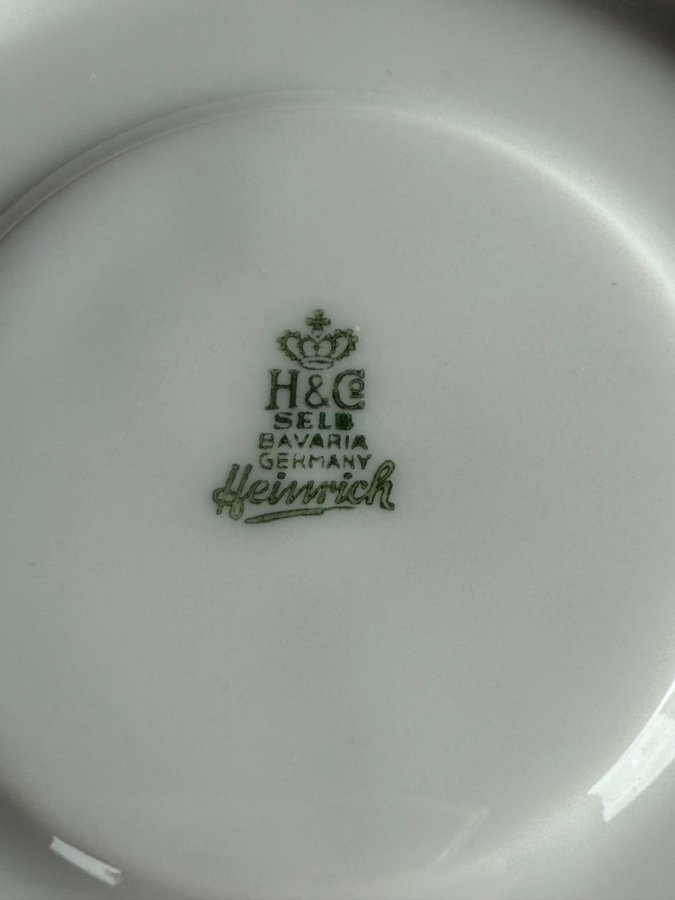 H&Co
SELB
BAVARIA
GERMANY
Heinrich